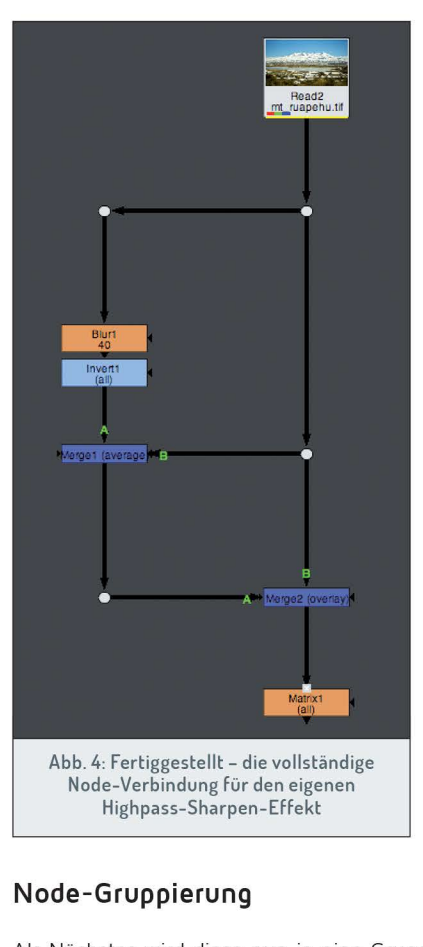 Read2
mt_ruapehu.tif
Blur1
40
Invert1
(all)
A
Merge1 (average
B
B
A
Merge2 (overlay)
Matrix1
(all)
Abb. 4: Fertiggestellt – die vollständige
Node-Verbindung für den eigenen
Highpass-Sharpen-Effekt
Node-Gruppierung